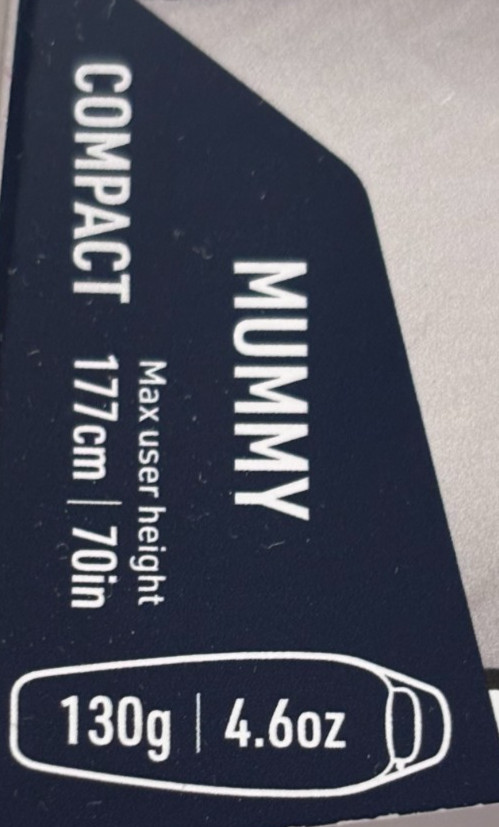 MUMMY
Max user height
COMPACT 177cm | 70in
130g | 4.6oz